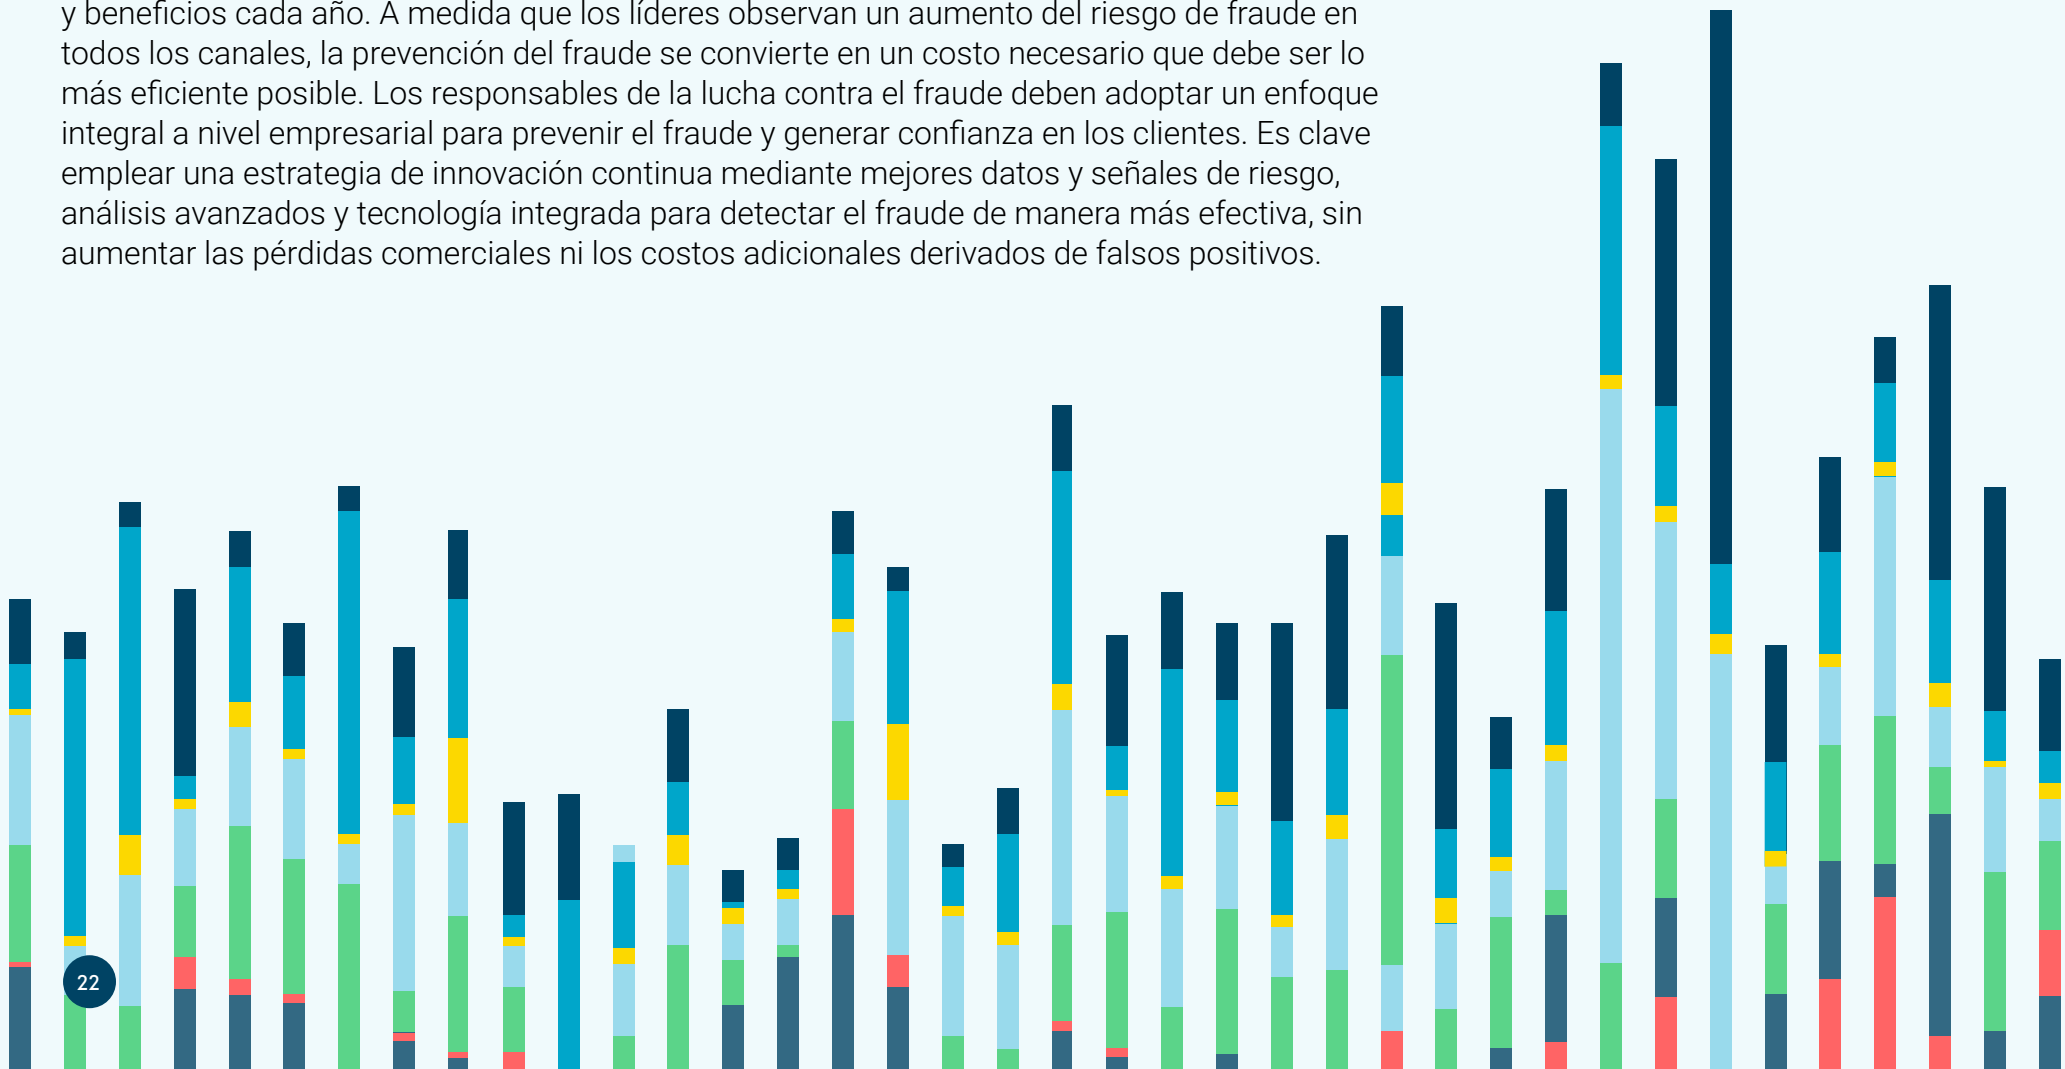 y beneficios cada año. A medida que los líderes observan un aumento del riesgo de fraude en
todos los canales, la prevención del fraude se convierte en un costo necesario que debe ser lo
más eficiente posible. Los responsables de la lucha contra el fraude deben adoptar un enfoque
integral a nivel empresarial para prevenir el fraude y generar confianza en los clientes. Es clave
emplear una estrategia de innovación continua mediante mejores datos y señales de riesgo,
análisis avanzados y tecnología integrada para detectar el fraude de manera más efectiva, sin
aumentar las pérdidas comerciales ni los costos adicionales derivados de falsos positivos.
22